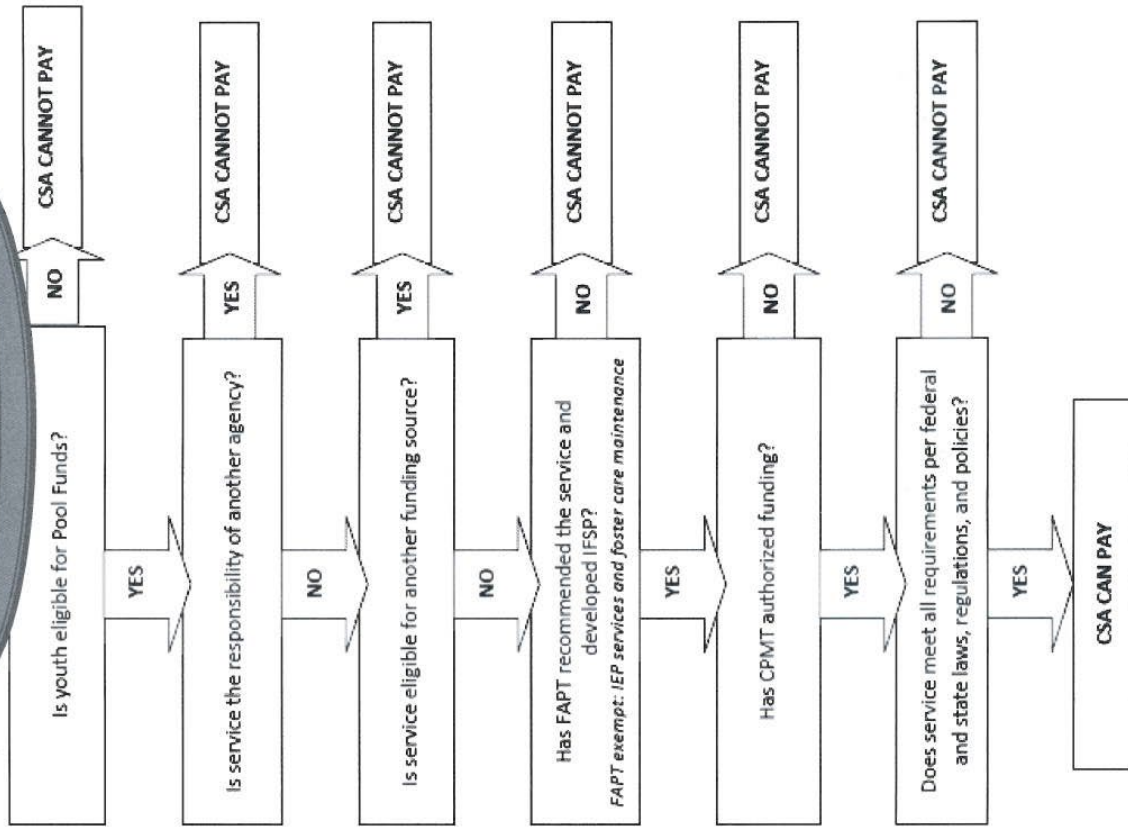 Is youth eligible for Pool Funds?
NO
CSA CANNOT PAY
YES
Is service the responsibility of another agency?
YES
CSA CANNOT PAY
NO
Is service eligible for another funding source?
YES
CSA CANNOT PAY
NO
Has FAPT recommended the service and
developed IFSP?
FAPT exempt: IEP services and foster care maintenance
NO
CSA CANNOT PAY
YES
Has CPMT authorized funding?
NO
CSA CANNOT PAY
YES
Does service meet all requirements per federal
and state laws, regulations, and policies?
NO
CSA CANNOT PAY
YES
CSA CAN PAY